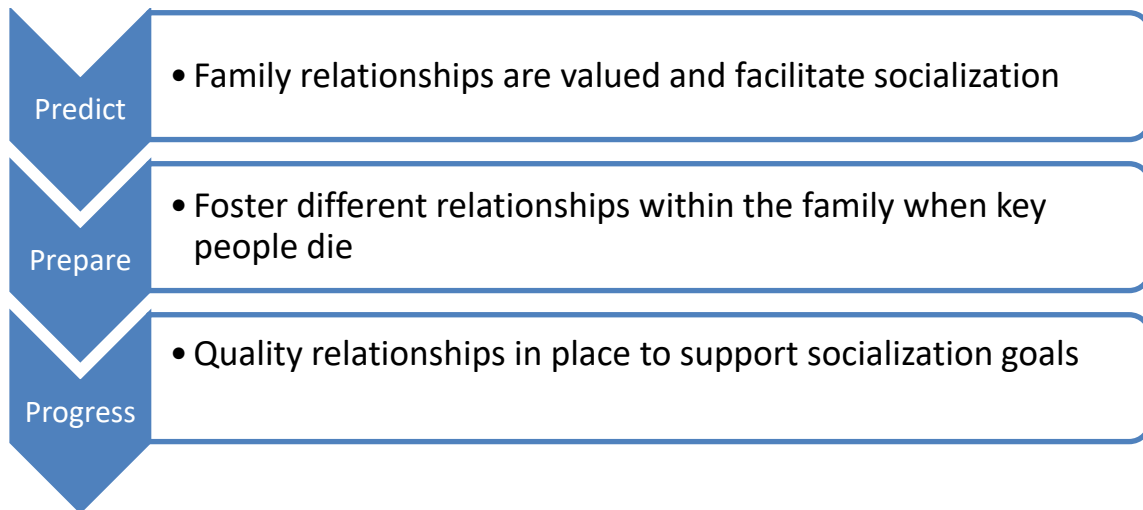 Predict
• Family relationships are valued and facilitate socialization
Prepare
• Foster different relationships within the family when key
people die
Progress
• Quality relationships in place to support socialization goals